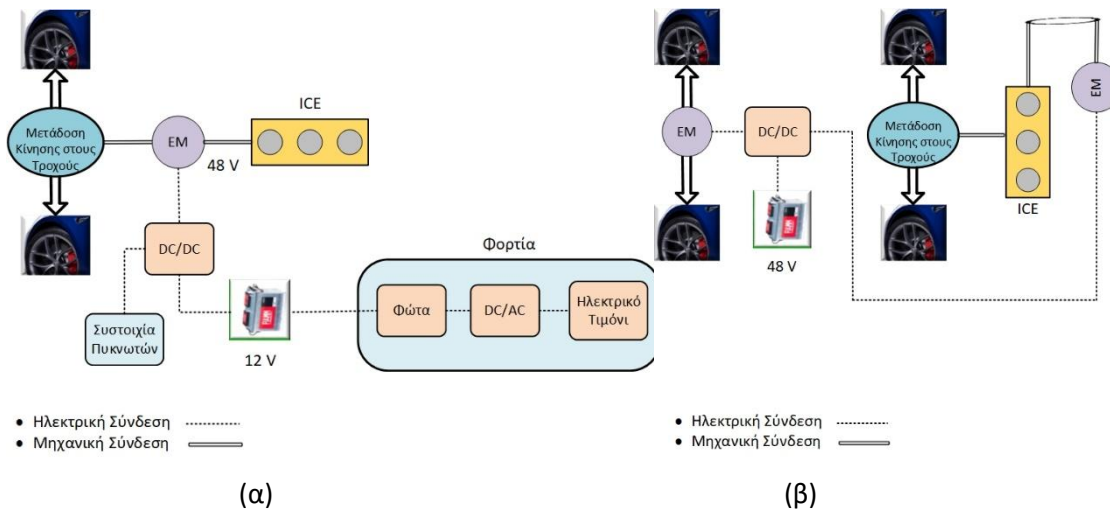 ICE
Μετάδοση
Κίνησης στους
Τροχούς
EM
48 V
DC/DC
Συστοιχία
Πυκνωτών
12 V
Φορτία
Φώτα
DC/AC
Ηλεκτρικό
Τιμόνι
• Ηλεκτρική Σύνδεση
• Μηχανική Σύνδεση
(α)
EM
DC/DC
48 V
Μετάδοση
Κίνησης στους
Τροχούς
ICE
EM
• Ηλεκτρική Σύνδεση
• Μηχανική Σύνδεση
(β)